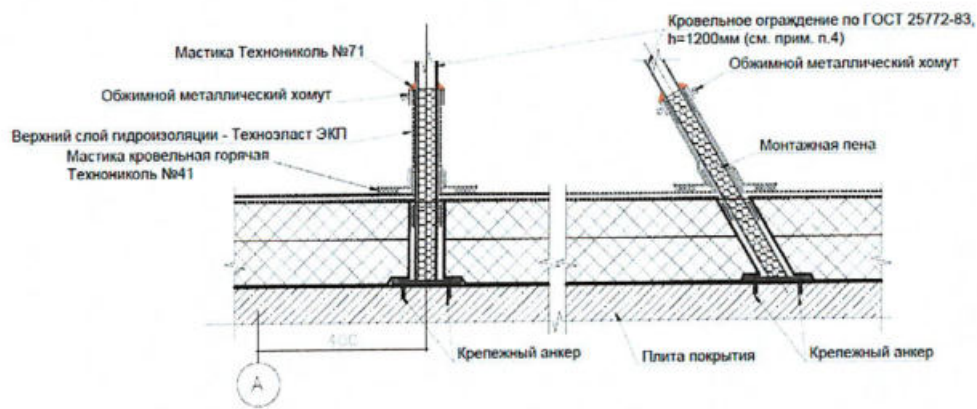 Кровельное ограждение по ГОСТ 25772-83,
h=1200мм (см. прим. п.4)
Мастика Технониколь №71
Обжимной металлический хомут
Обжимной металлический хомут
Верхний слой гидроизоляции - Техноэласт ЭКП
Мастика кровельная горячая
Технониколь №41
Монтажная пена
400
Крепежный анкер
Плита покрытия
Крепежный анкер
А